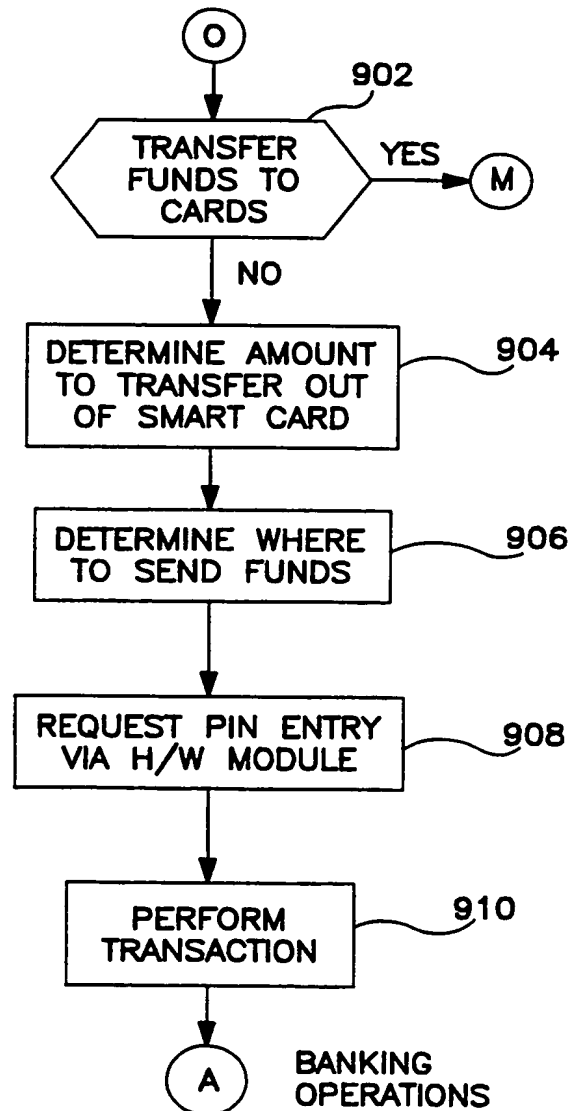 O
902
TRANSFER
FUNDS TO
CARDS
YES
M
NO
DETERMINE AMOUNT
TO TRANSFER OUT
OF SMART CARD
904
DETERMINE WHERE
TO SEND FUNDS
906
REQUEST PIN ENTRY
VIA H/W MODULE
908
PERFORM
TRANSACTION
910
A
BANKING
OPERATIONS